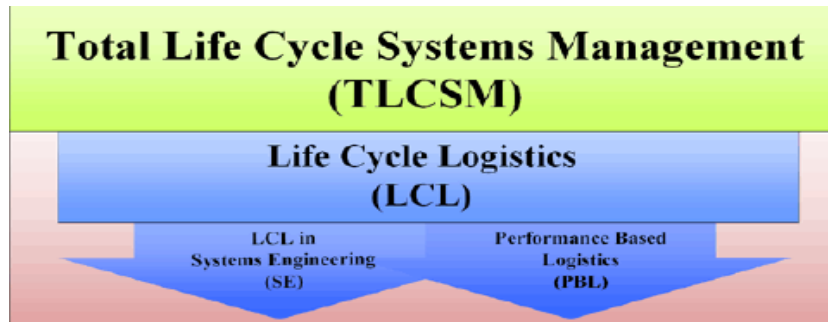 Total Life Cycle Systems Management
(TLCSM)
Life Cycle Logistics
(LCL)
LCL in
Systems Engineering
(SE)
Performance Based
Logistics
(PBL)